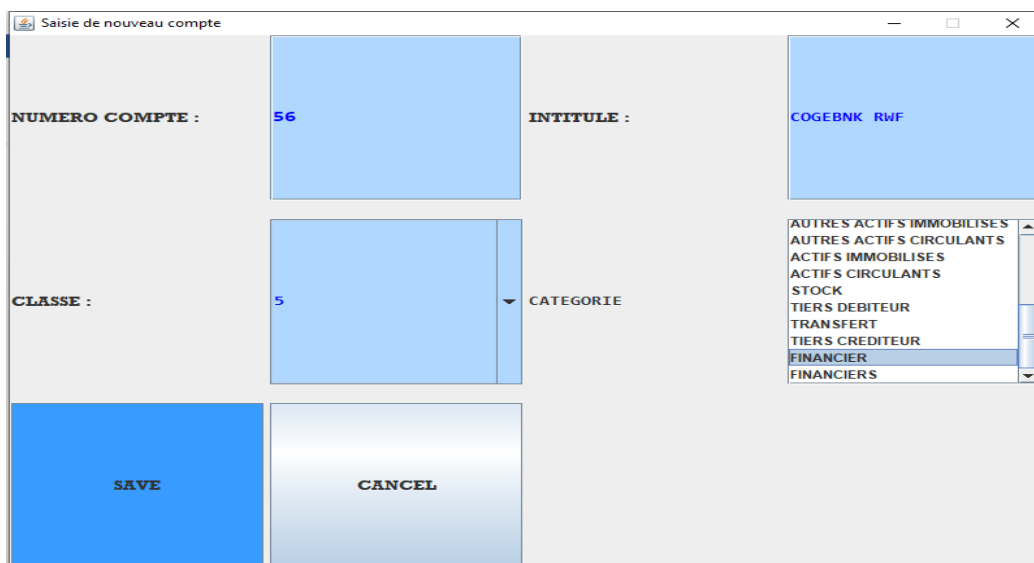 Saisie de nouveau compte
NUMERO COMPTE :
56
INTITULE :
COGEBNK RWF
CLASSE :
5
CATEGORIE
AUTRES ACTIFS IMMOBILISES
AUTRES ACTIFS CIRCULANTS
ACTIFS IMMOBILISES
ACTIFS CIRCULANTS
STOCK
TIERS DEBITEUR
TRANSFERT
TIERS CREDITEUR
FINANCIER
FINANCIERS
SAVE
CANCEL